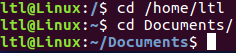 ltl@Linux:/$ cd /home/ltl
ltl@Linux:~$ cd Documents/
ltl@Linux:~/Documents$